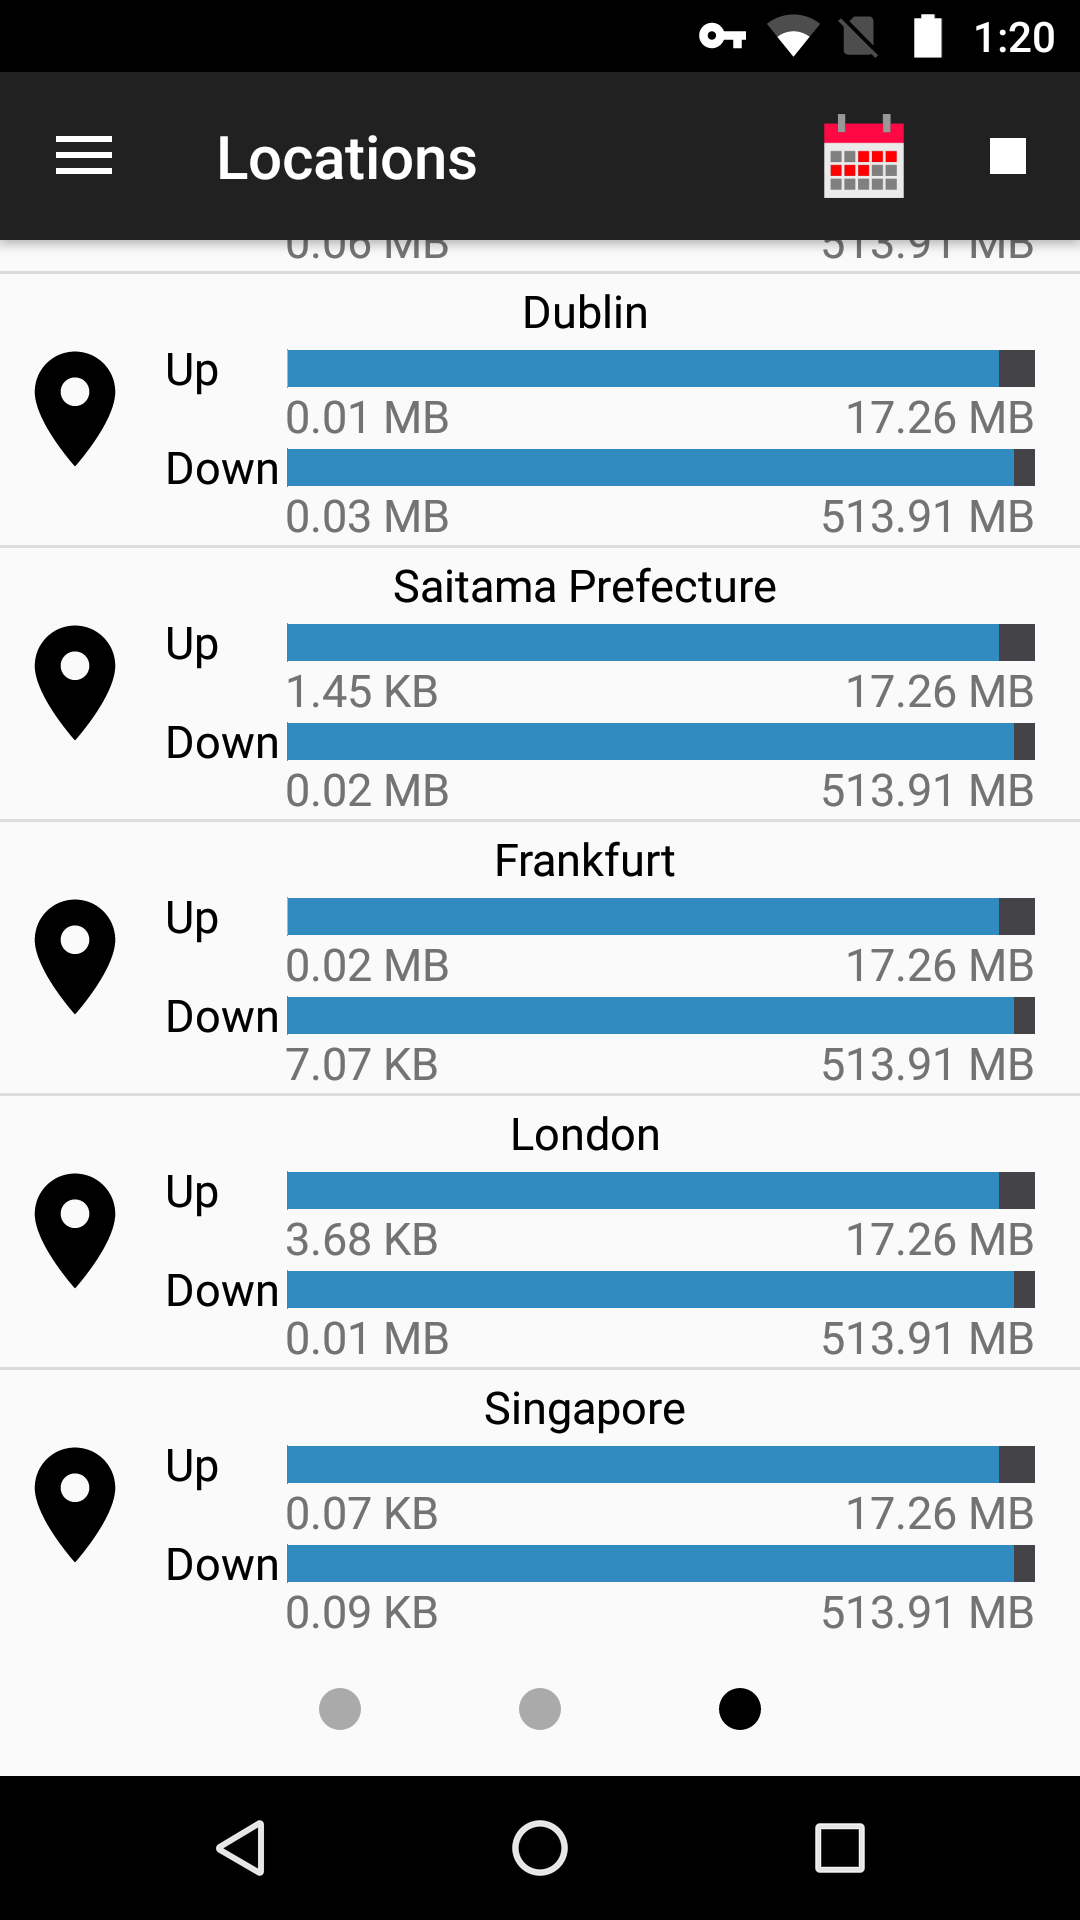 1:20
Locations
0.06 MB 513.91 MB
Dublin
Up
0.01 MB 17.26 MB
Down
0.03 MB 513.91 MB
Saitama Prefecture
Up
1.45 KB 17.26 MB
Down
0.02 MB 513.91 MB
Frankfurt
Up
0.02 MB 17.26 MB
Down
7.07 KB 513.91 MB
London
Up
3.68 KB 17.26 MB
Down
0.01 MB 513.91 MB
Singapore
Up
0.07 KB 17.26 MB
Down
0.09 KB 513.91 MB